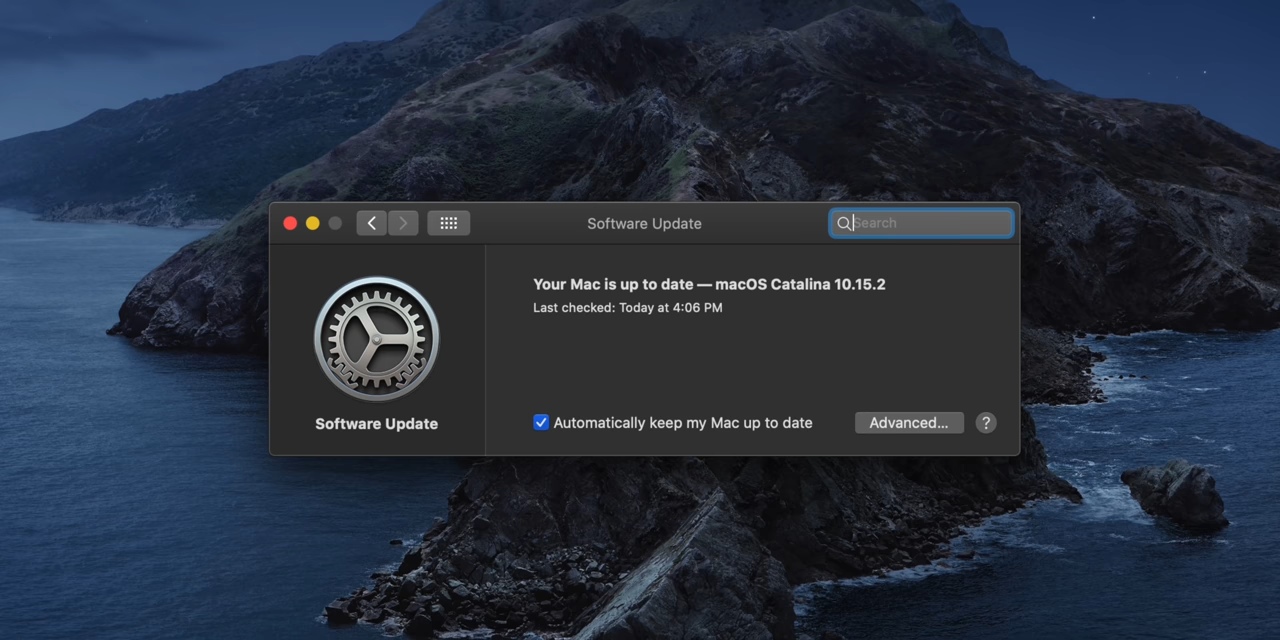 Software Update
Search
Your Mac is up to date — macOS Catalina 10.15.2
Last checked: Today at 4:06 PM
Software Update
Automatically keep my Mac up to date
Advanced...
?